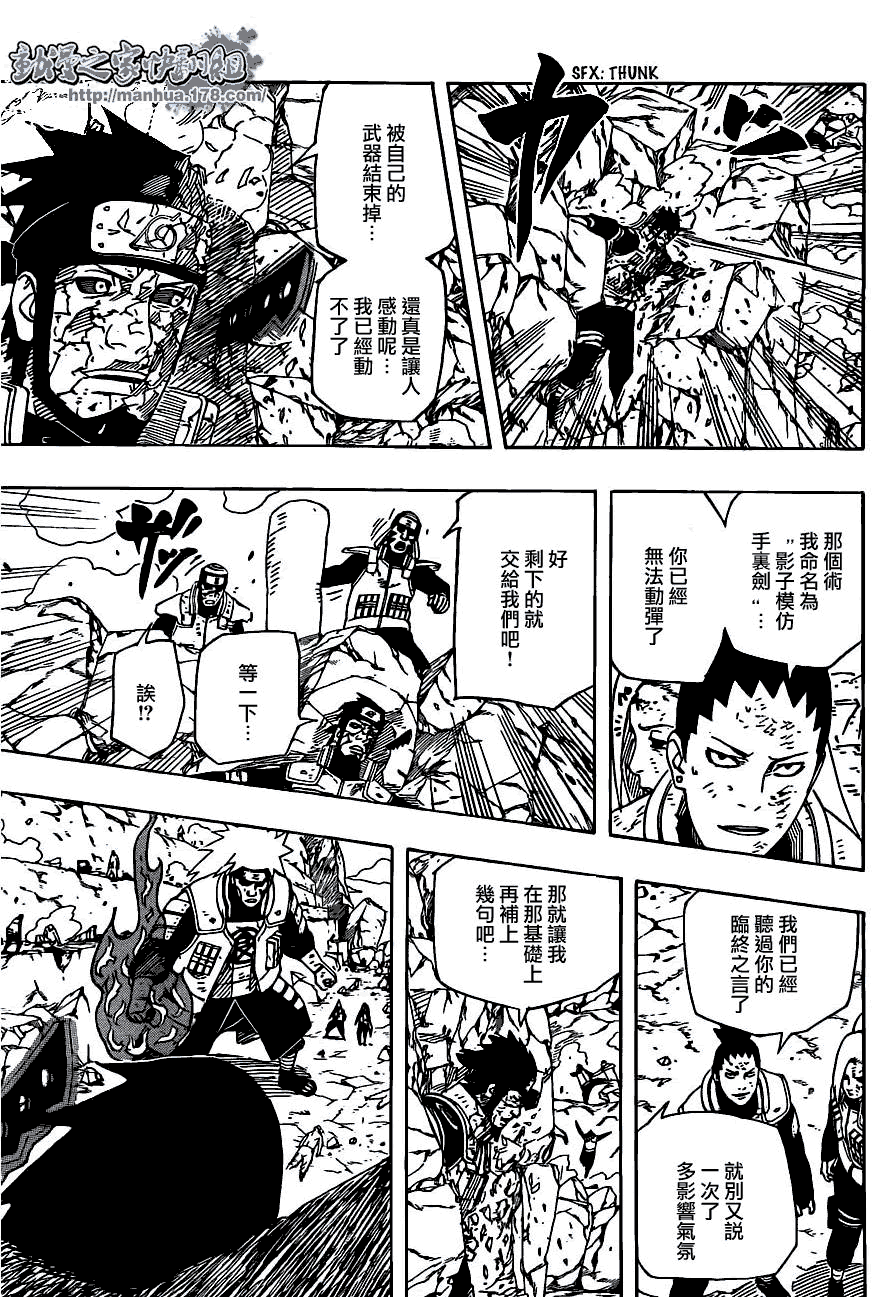 動漫之家
http://manhua.178.com/
SFX: THUNK
カッ
被自己的
武器結束掉…
還真是讓人
感動呢…
我已經動
不了了
那個術
我命名為
〝影子模仿
手裏劍〞…
你已經
無法動彈了
好
剩下的就
交給我們吧！
ザッ
等一下…
誒!?
我們已經
聽過你的
臨終之言了
就別又說
一次了
多影響氣氛
那就讓我
在那基礎上
再補上
幾句吧…